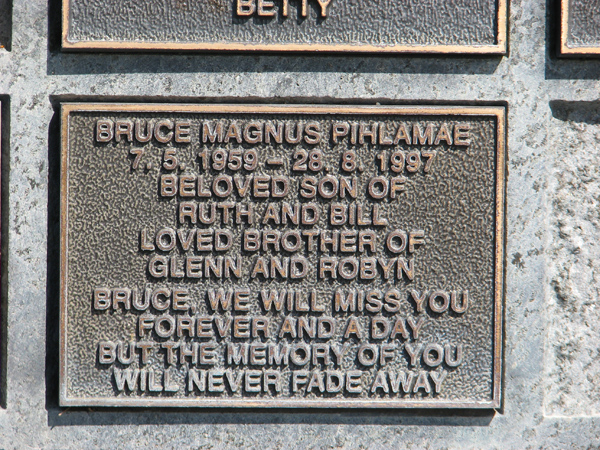 BETTY
BRUCE MAGNUS PIHLAMAE
7. 5. 1959 – 28. 8. 1997
BELOVED SON OF
RUTH AND BILL
LOVED BROTHER OF
GLENN AND ROBYN
BRUCE, WE WILL MISS YOU
FOREVER AND A DAY
BUT THE MEMORY OF YOU
WILL NEVER FADE AWAY